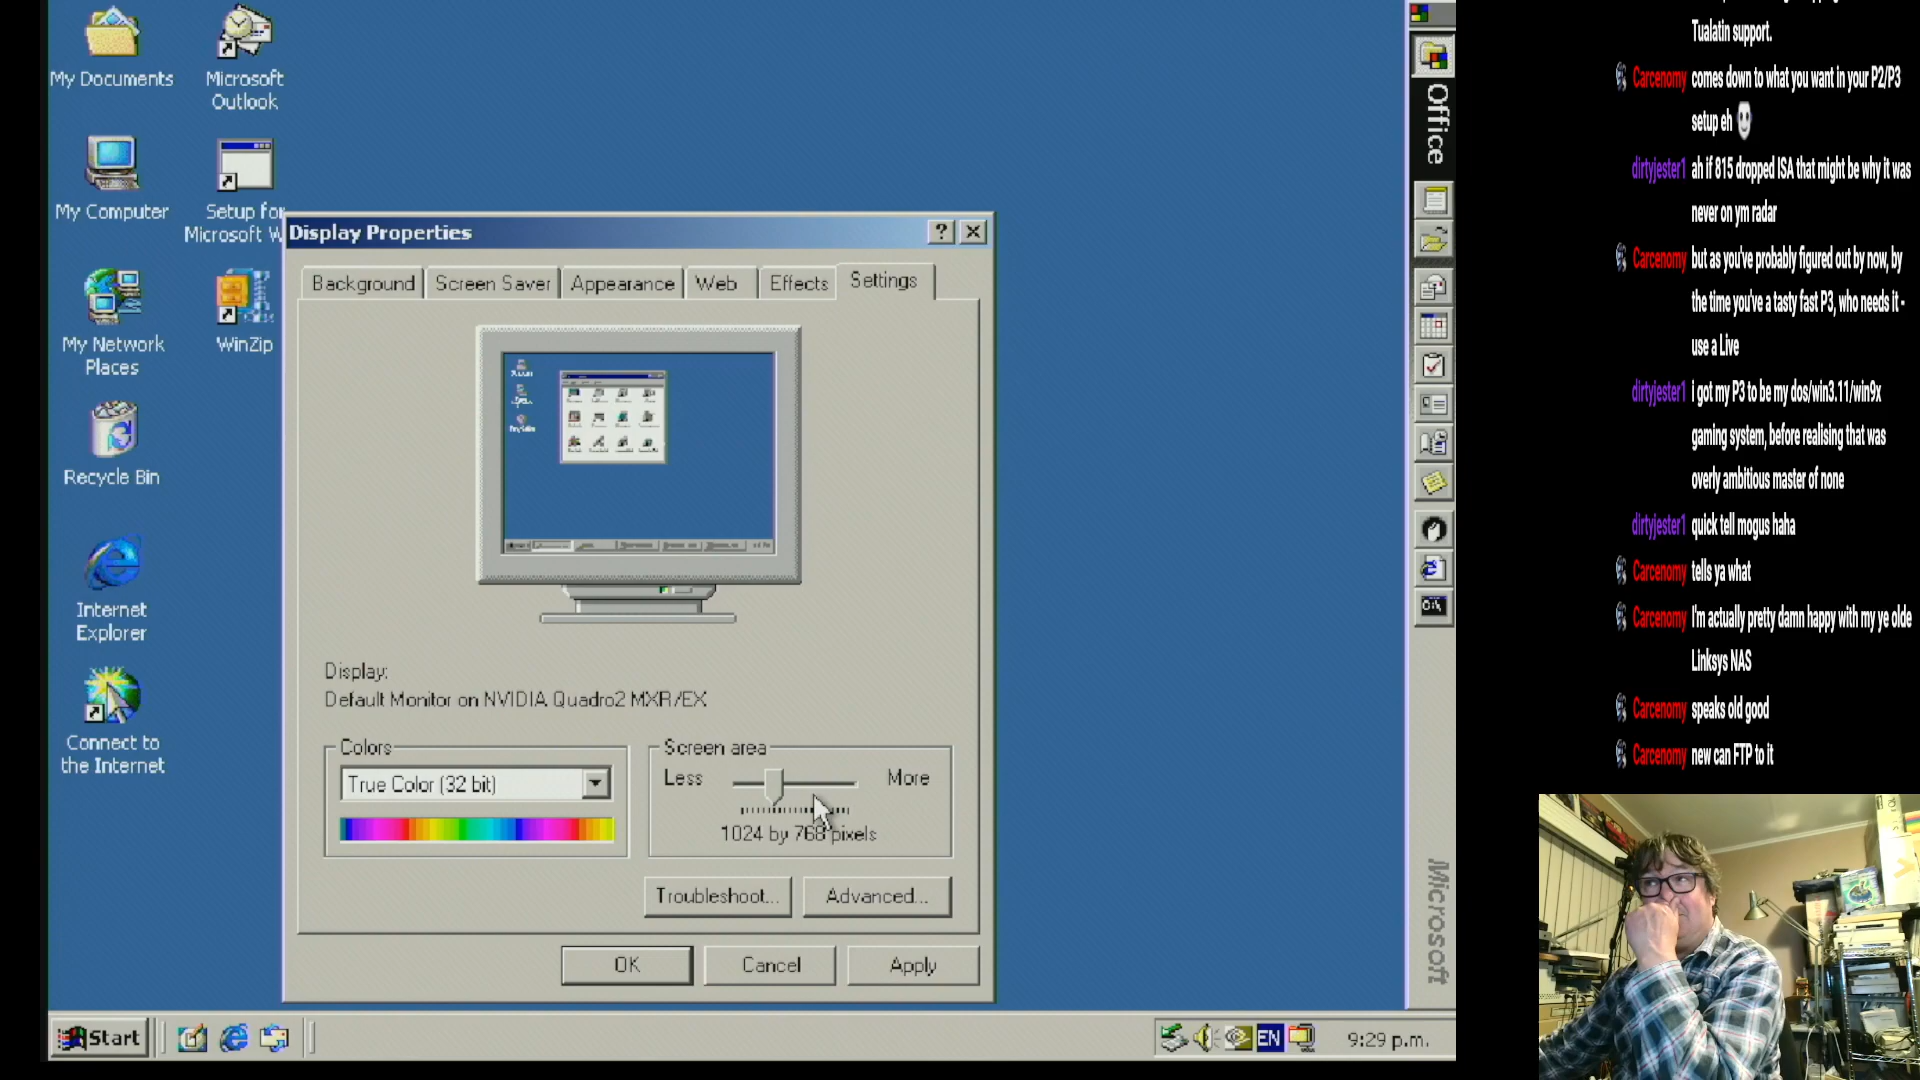 My Documents
Microsoft
Outlook
My Computer
Setup for
Microsoft W
My Network
Places
WinZip
Recycle Bin
Internet
Explorer
Connect to
the Internet
Display Properties
Background
Screen Saver
Appearance
Web
Effects
Settings
Display:
Default Monitor on NVIDIA Quadro2 MXR/EX
Colors
True Color (32 bit)
Screen area
Less
More
1024 by 768 pixels
Troubleshoot...
Advanced...
OK
Cancel
Apply
Start
EN
9:29 p.m.
Office
Microsoft
Tualatin support.
Carcenomy comes down to what you want in your P2/P3
setup eh
dirtyjester1 ah if 815 dropped ISA that might be why it was
never on ym radar
Carcenomy but as you've probably figured out by now, by
the time you've a tasty fast P3, who needs it -
use a Live
dirtyjester1 i got my P3 to be my dos/win3.11/win9x
gaming system, before realising that was
overly ambitious master of none
dirtyjester1 quick tell mogus haha
Carcenomy tells ya what
Carcenomy I'm actually pretty damn happy with my ye olde
Linksys NAS
Carcenomy speaks old good
Carcenomy new can FTP to it